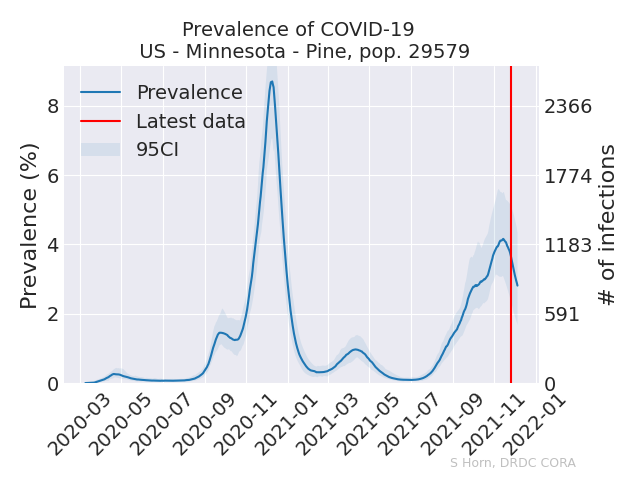 Prevalence of COVID-19
US - Minnesota - Pine, pop. 29579
Prevalence
Latest data
95CI
Prevalence (%)
8
6
4
2
0
2366
1774
1183
591
0
# of infections
2020-03
2020-05
2020-07
2020-09
2020-11
2021-01
2021-03
2021-05
2021-07
2021-09
2021-11
2022-01
S Horn, DRDC CORA